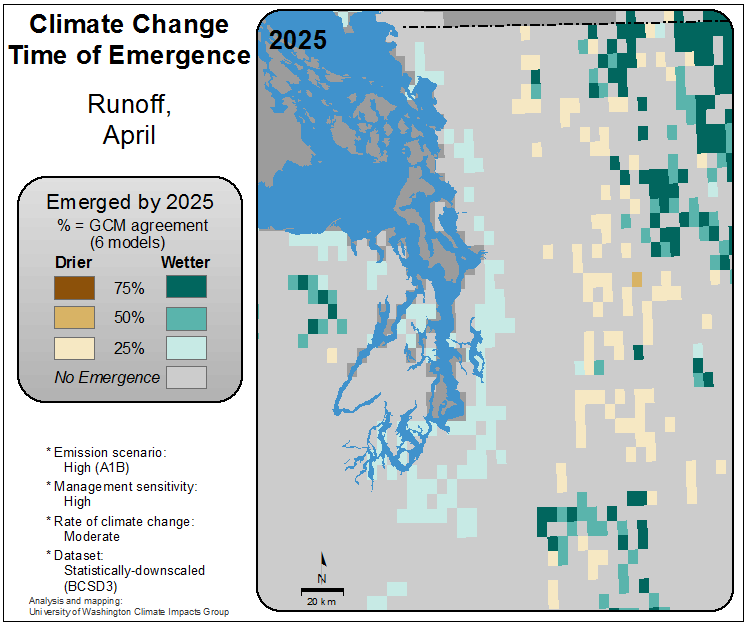 Climate Change
Time of Emergence
Runoff,
April
Emerged by 2025
% = GCM agreement
(6 models)
Drier Wetter
75%
50%
25%
No Emergence
* Emission scenario:
High (A1B)
* Management sensitivity:
High
* Rate of climate change:
Moderate
* Dataset:
Statistically-downscaled
(BCSD3)
Analysis and mapping:
University of Washington Climate Impacts Group
2025
N
20 km